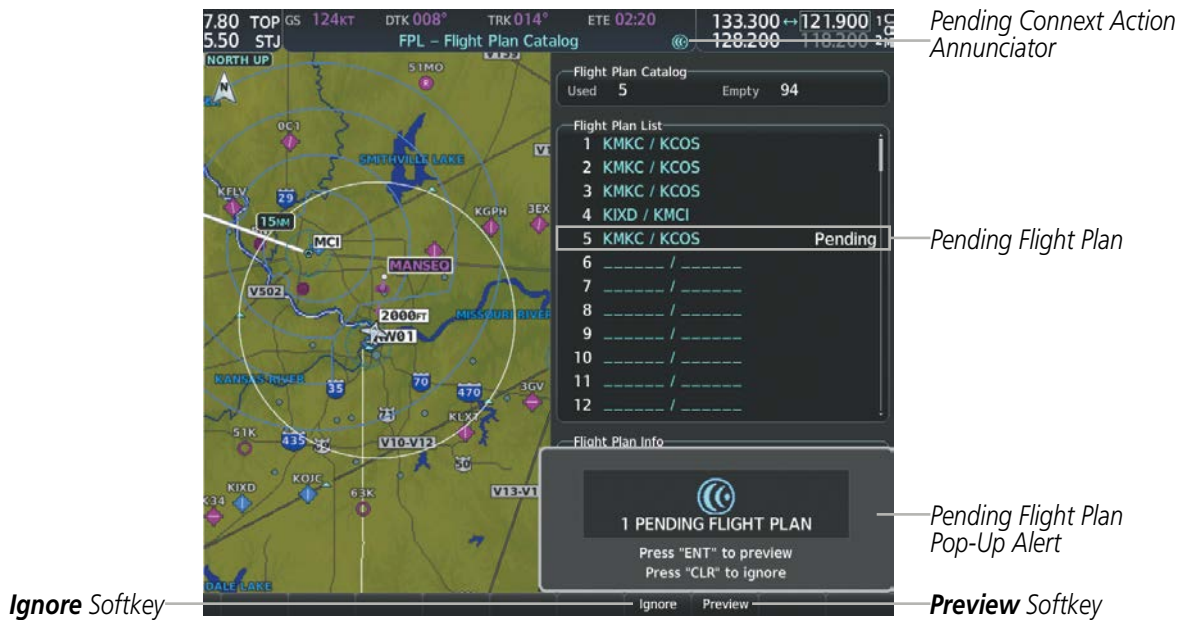 7.80 TOP GS 124KT DTK 008° TRK 014° ETE 02:20 133.300 ↔ 121.900
5.50 STJ FPL – Flight Plan Catalog 128.200 118.200
Pending Connext Action
Annunciator
NORTH UP
N
51MO
R
0C1
SMITHVILLE LAKE
KFLV
29
15NM
MCI
KGPH
3EX
MANSEQ
V502
2000FT
MISSOURI RIVER
RW01
KANSAS RIVER
35
70
470
3GV
KLXT
51K
435
V10-V12
50
KIXD
KOJC
63K
V13-V1
K34
DALE LAKE
Flight Plan Catalog
Used 5 Empty 94
Flight Plan List
1 KMKC / KCOS
2 KMKC / KCOS
3 KMKC / KCOS
4 KIXD / KMCI
5 KMKC / KCOS Pending
Pending Flight Plan
6 ______ / ______
7 ______ / ______
8 ______ / ______
9 ______ / ______
10 ______ / ______
11 ______ / ______
12 ______ / ______
Flight Plan Info
1 PENDING FLIGHT PLAN
Press "ENT" to preview
Press "CLR" to ignore
Pending Flight Plan
Pop-Up Alert
Ignore Softkey
Ignore Preview
Preview Softkey